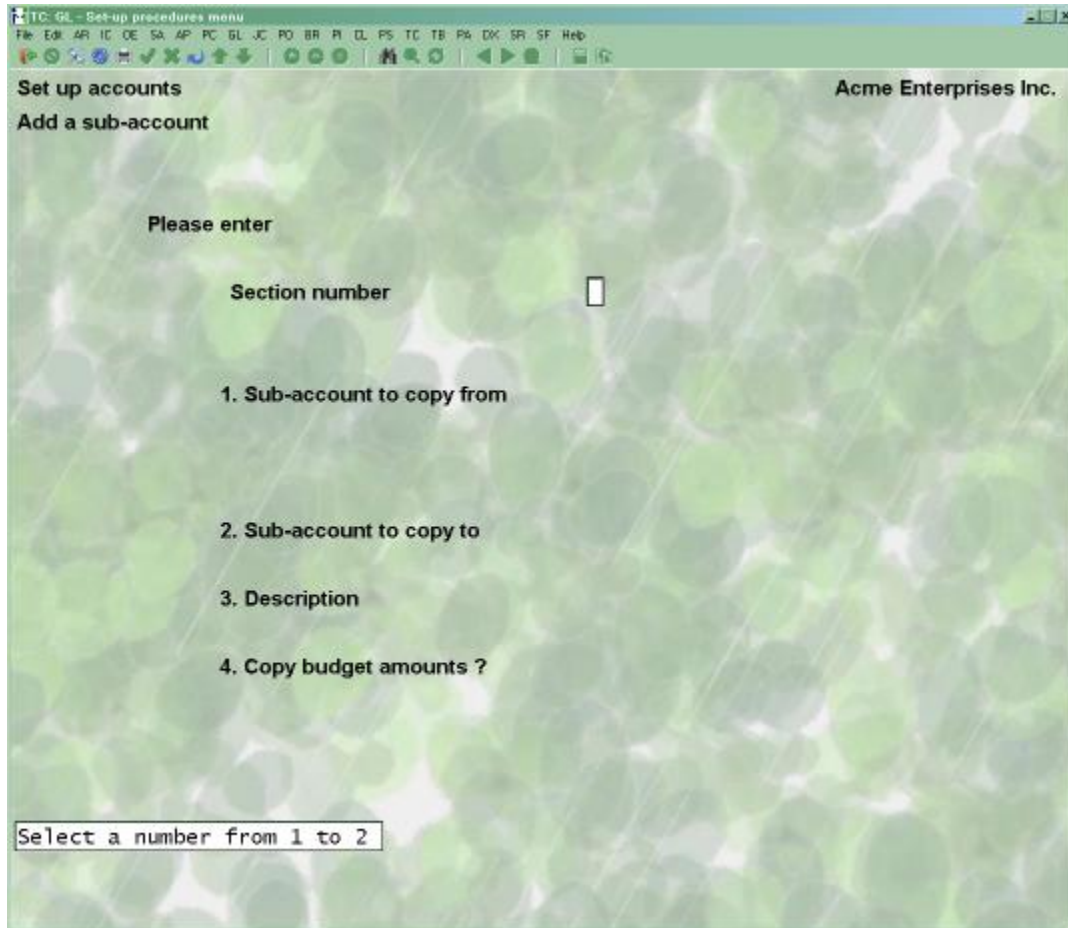 TC: GL - Set-up procedures menu
File Edit AR IC OE SA AP PC GL JC PO BR PI CL PS TC TB PA DX SR SF Help
Set up accounts Acme Enterprises Inc.
Add a sub-account
Please enter
Section number
1. Sub-account to copy from
2. Sub-account to copy to
3. Description
4. Copy budget amounts ?
Select a number from 1 to 2